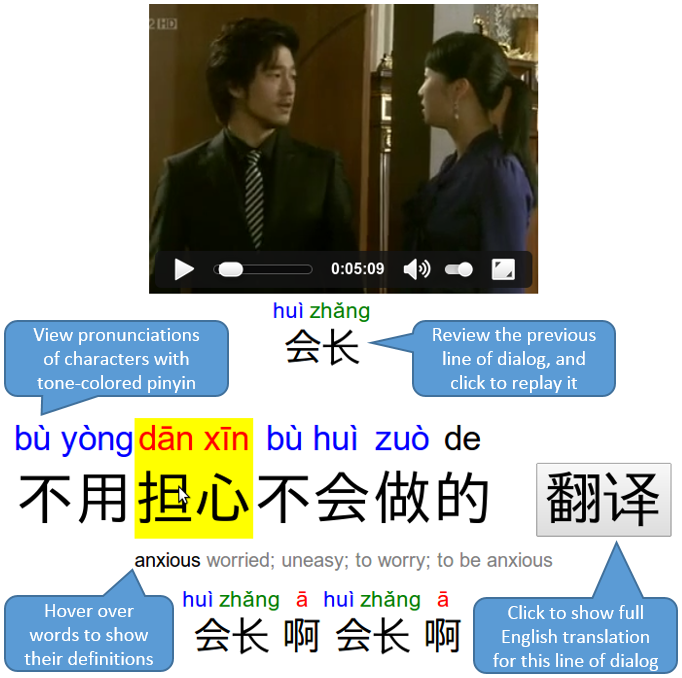 2 HD
0:05:09
huì zhǎng
会长
View pronunciations
of characters with
tone-colored pinyin
Review the previous
line of dialog, and
click to replay it
bù yòng dān xīn bù huì zuò de
不用担心不会做的
翻译
anxious worried; uneasy; to worry; to be anxious
Hover over
words to show
their definitions
huì zhǎng ā huì zhǎng ā
会长 啊 会长 啊
Click to show full
English translation
for this line of dialog